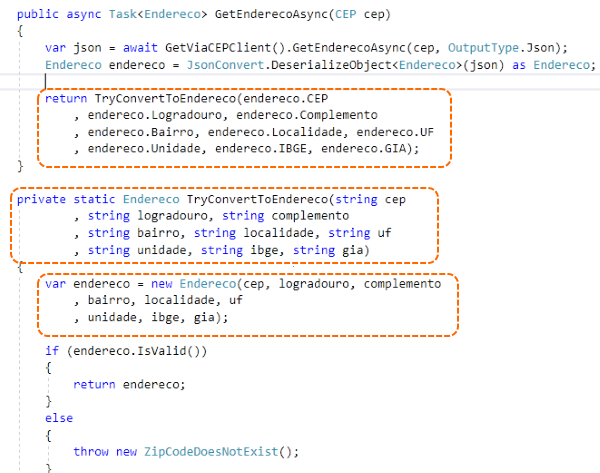 public async Task<Endereco> GetEnderecoAsync(CEP cep)
{
var json = await GetViaCEPClient().GetEnderecoAsync(cep, OutputType.Json);
Endereco endereco = JsonConvert.DeserializeObject<Endereco>(json) as Endereco;
return TryConvertToEndereco(endereco.CEP
, endereco.Logradouro, endereco.Complemento
, endereco.Bairro, endereco.Localidade, endereco.UF
, endereco.Unidade, endereco.IBGE, endereco.GIA);
}
private static Endereco TryConvertToEndereco(string cep
, string logradouro, string complemento
, string bairro, string localidade, string uf
, string unidade, string ibge, string gia)
{
var endereco = new Endereco(cep, logradouro, complemento
, bairro, localidade, uf
, unidade, ibge, gia);
if (endereco.IsValid())
{
return endereco;
}
else
{
throw new ZipCodeDoesNotExist();
}